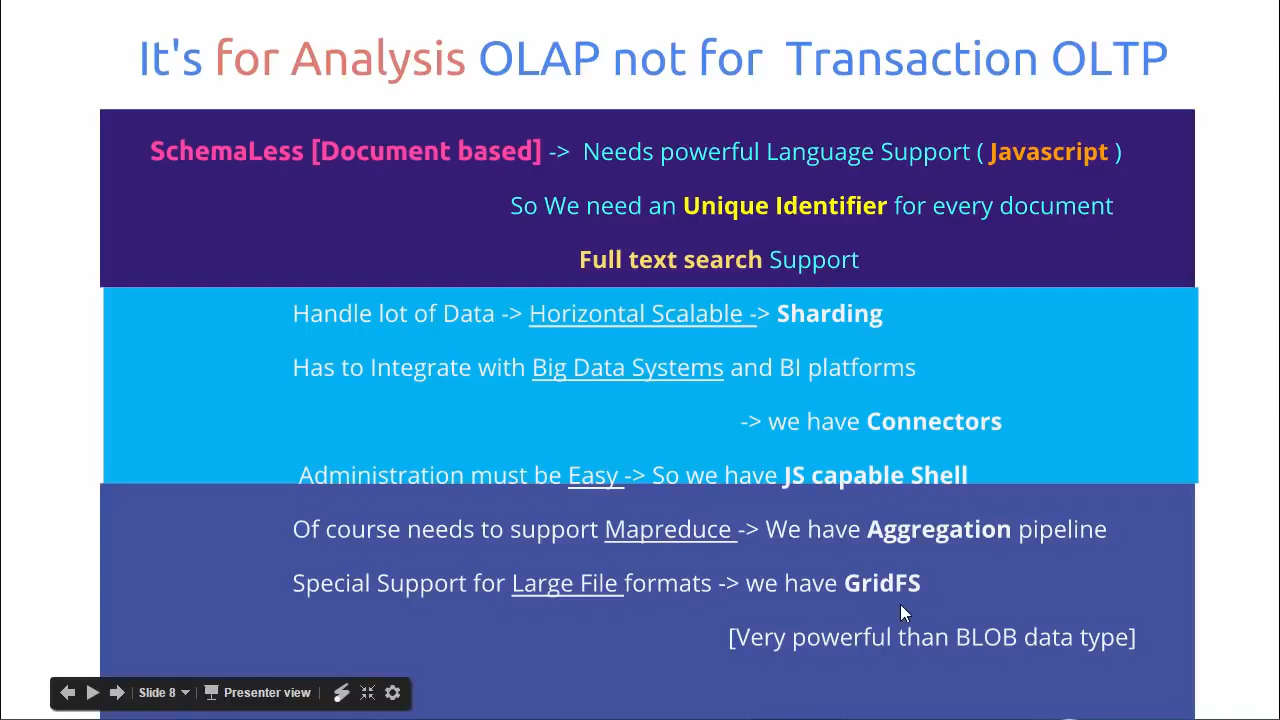 It's for Analysis OLAP not for Transaction OLTP
SchemaLess [Document based] -> Needs powerful Language Support ( Javascript )
So We need an Unique Identifier for every document
Full text search Support
Handle lot of Data -> Horizontal Scalable -> Sharding
Has to Integrate with Big Data Systems and BI platforms
-> we have Connectors
Administration must be Easy -> So we have JS capable Shell
Of course needs to support Mapreduce -> We have Aggregation pipeline
Special Support for Large File formats -> we have GridFS
[Very powerful than BLOB data type]
Slide 8 Presenter view